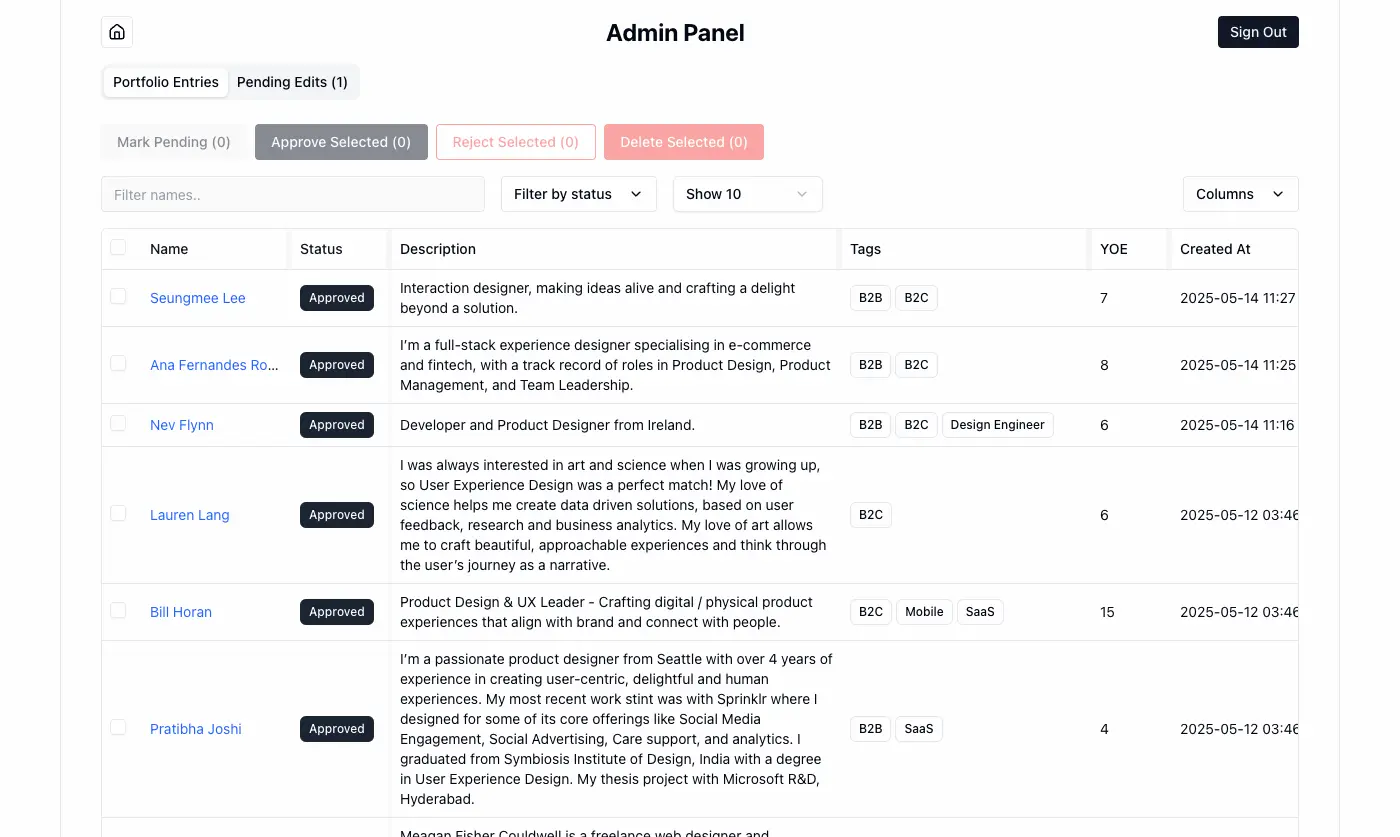 Admin Panel
Sign Out
Portfolio Entries
Pending Edits (1)
Mark Pending (0)
Approve Selected (0)
Reject Selected (0)
Delete Selected (0)
Filter names..
Filter by status
Show 10
Columns
Name
Status
Description
Tags
YOE
Created At
Seungmee Lee
Approved
Interaction designer, making ideas alive and crafting a delight
beyond a solution.
B2B
B2C
7
2025-05-14 11:27
Ana Fernandes Ro...
Approved
I’m a full-stack experience designer specialising in e-commerce
and fintech, with a track record of roles in Product Design, Product
Management, and Team Leadership.
B2B
B2C
8
2025-05-14 11:25
Nev Flynn
Approved
Developer and Product Designer from Ireland.
B2B
B2C
Design Engineer
6
2025-05-14 11:16
Lauren Lang
Approved
I was always interested in art and science when I was growing up,
so User Experience Design was a perfect match! My love of
science helps me create data driven solutions, based on user
feedback, research and business analytics. My love of art allows
me to craft beautiful, approachable experiences and think through
the user’s journey as a narrative.
B2C
6
2025-05-12 03:46
Bill Horan
Approved
Product Design & UX Leader - Crafting digital / physical product
experiences that align with brand and connect with people.
B2C
Mobile
SaaS
15
2025-05-12 03:46
Pratibha Joshi
Approved
I’m a passionate product designer from Seattle with over 4 years of
experience in creating user-centric, delightful and human
experiences. My most recent work stint was with Sprinklr where I
designed for some of its core offerings like Social Media
Engagement, Social Advertising, Care support, and analytics. I
graduated from Symbiosis Institute of Design, India with a degree
in User Experience Design. My thesis project with Microsoft R&D,
Hyderabad.
B2B
SaaS
4
2025-05-12 03:46
Meagan Fisher Couldwell is a freelance web designer and